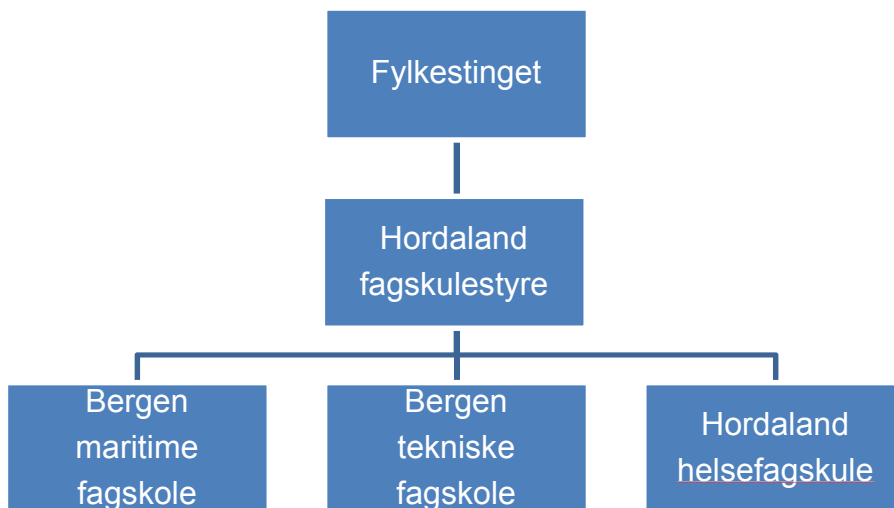 Fylkestinget
Hordaland
fagskulestyre
Bergen
maritime
fagskole
Bergen
tekniske
fagskole
Hordaland
helsefagskule